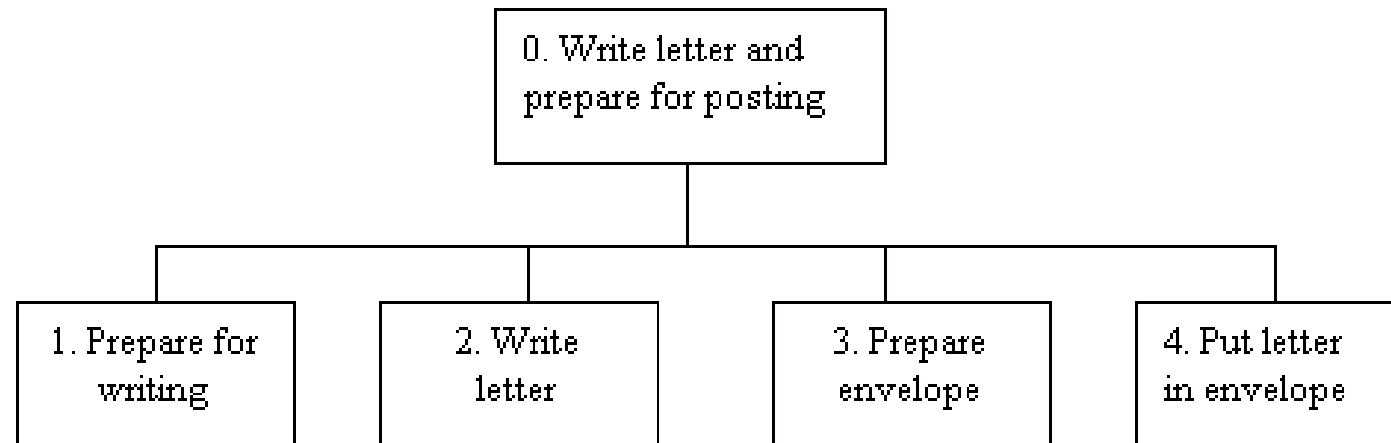 0. Write letter and
prepare for posting
1. Prepare for
writing
2. Write
letter
3. Prepare
envelope
4. Put letter
in envelope